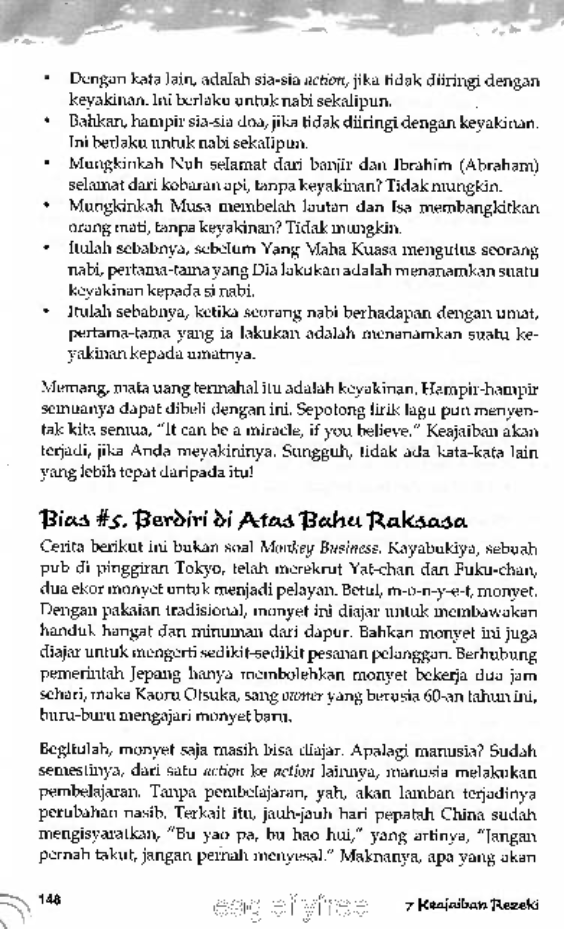 • Dengan kata lain, adalah sia-sia action, jika tidak diiringi dengan
keyakinan. Ini berlaku untuk nabi sekalipun.
• Bahkan, hampir sia-sia doa, jika tidak diiringi dengan keyakinan.
Ini berlaku untuk nabi sekalipun.
• Mungkinkah Nuh selamat dari banjir dan Ibrahim (Abraham)
selamat dari kobaran api, tanpa keyakinan? Tidak mungkin.
• Mungkinkah Musa membelah lautan dan Isa membangkitkan
orang mati, tanpa keyakinan? Tidak mungkin.
• Itulah sebabnya, sebelum Yang Maha Kuasa mengutus seorang
nabi, pertama-tama yang Dia lakukan adalah menanamkan suatu
keyakinan kepada si nabi.
• Itulah sebabnya, ketika seorang nabi berhadapan dengan umat,
pertama-tama yang ia lakukan adalah menanamkan suatu ke-
yakinan kepada umatnya.
Memang, mata uang termahal itu adalah keyakinan. Hampir-hampir
semuanya dapat dibeli dengan ini. Sepotong lirik lagu pun menyen-
tak kita semua, "It can be a miracle, if you believe." Keajaiban akan
terjadi, jika Anda meyakininya. Sungguh, tidak ada kata-kata lain
yang lebih tepat daripada itu!
Bias #5. Berdiri di Atas Bahu Raksasa
Cerita berikut ini bukan soal Monkey Business. Kayabukiya, sebuah
pub di pinggiran Tokyo, telah merekrut Yat-chan dan Fuku-chan,
dua ekor monyet untuk menjadi pelayan. Betul, m-o-n-y-e-t, monyet.
Dengan pakaian tradisional, monyet ini diajar untuk membawakan
handuk hangat dan minuman dari dapur. Bahkan monyet ini juga
diajar untuk mengerti sedikit-sedikit pesanan pelanggan. Berhubung
pemerintah Jepang hanya membolehkan monyet bekerja dua jam
sehari, maka Kaoru Otsuka, sang owner yang berusia 60-an tahun ini,
buru-buru mengajari monyet baru.
Begitulah, monyet saja masih bisa diajar. Apalagi manusia? Sudah
semestinya, dari satu action ke action lainnya, manusia melakukan
pembelajaran. Tanpa pembelajaran, yah, akan lamban terjadinya
perubahan nasib. Terkait itu, jauh-jauh hari pepatah China sudah
mengisyaratkan, "Bu yao pa, bu hao hui," yang artinya, "Jangan
pernah takut, jangan pernah menyesal." Maknanya, apa yang akan
148
7 Keajaiban Rezeki